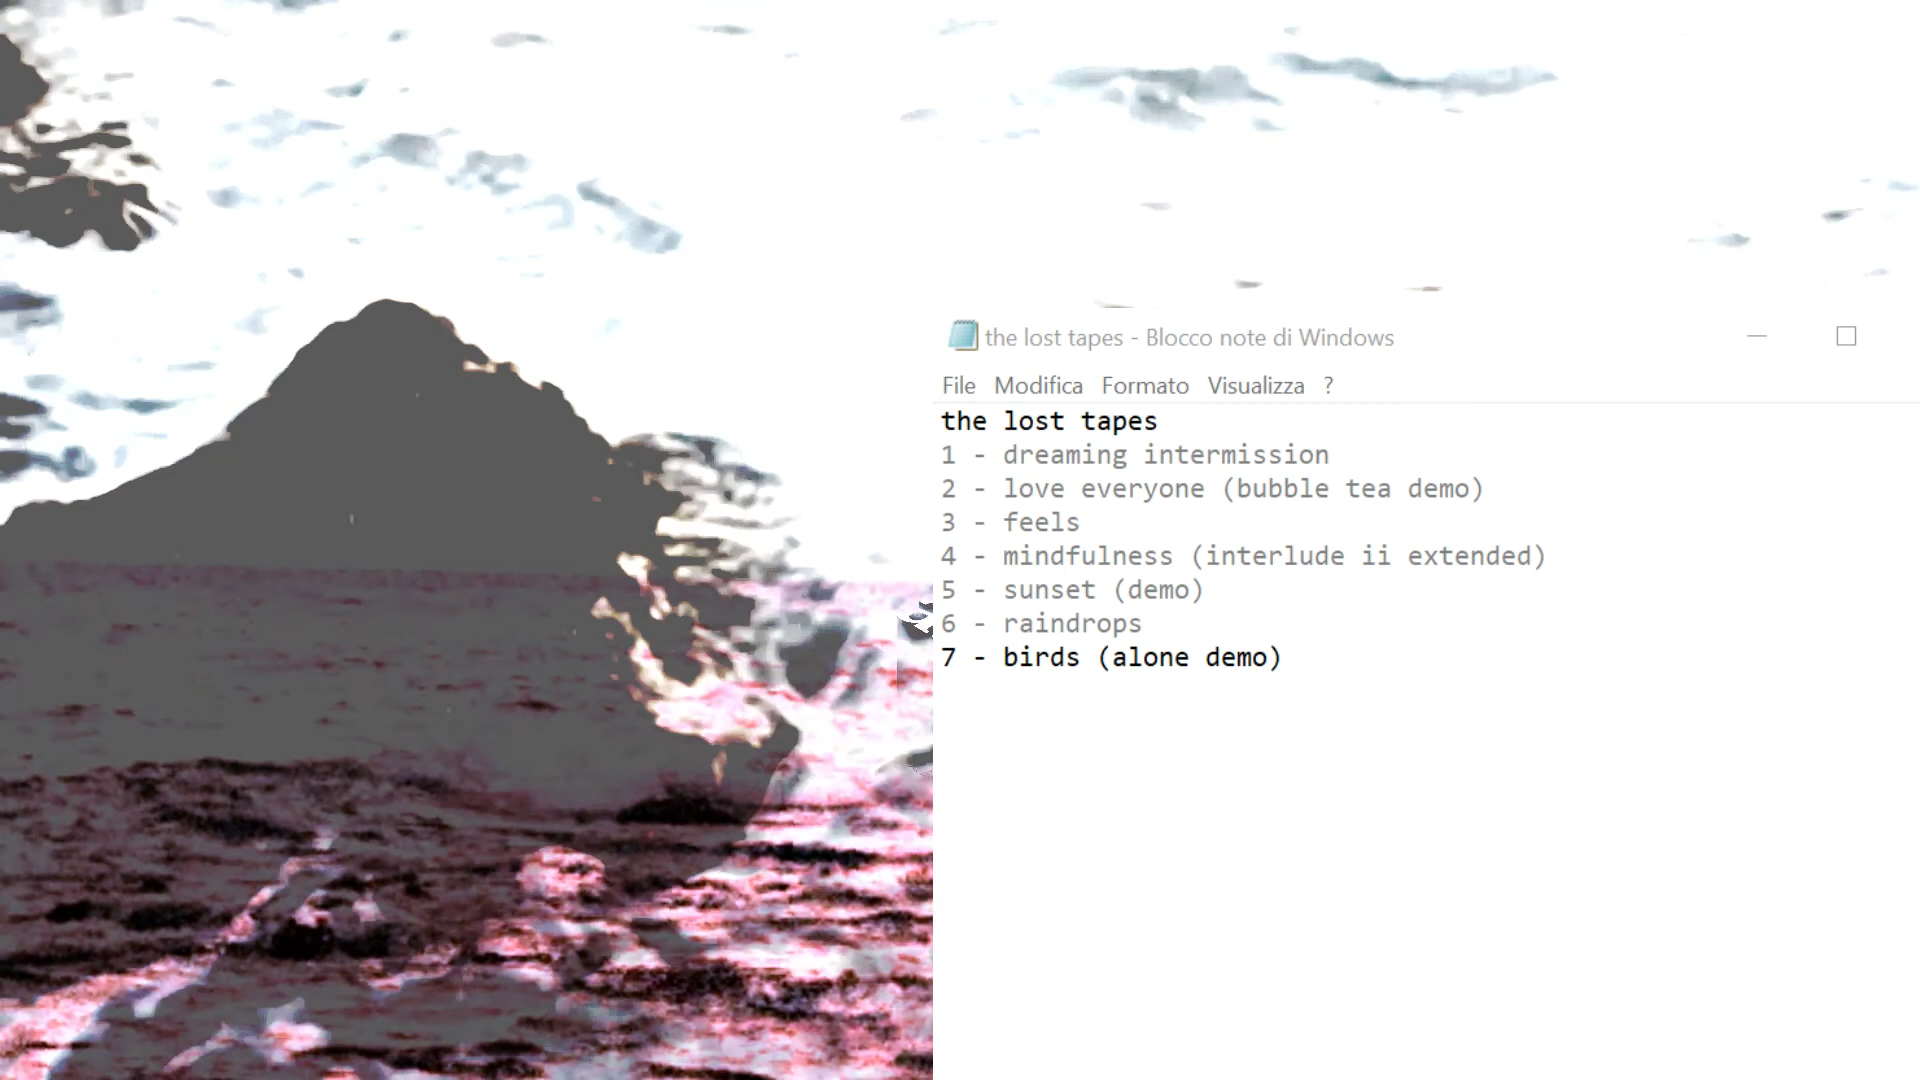 the lost tapes - Blocco note di Windows
File Modifica Formato Visualizza ?
the lost tapes
1 - dreaming intermission
2 - love everyone (bubble tea demo)
3 - feels
4 - mindfulness (interlude ii extended)
5 - sunset (demo)
6 - raindrops
7 - birds (alone demo)